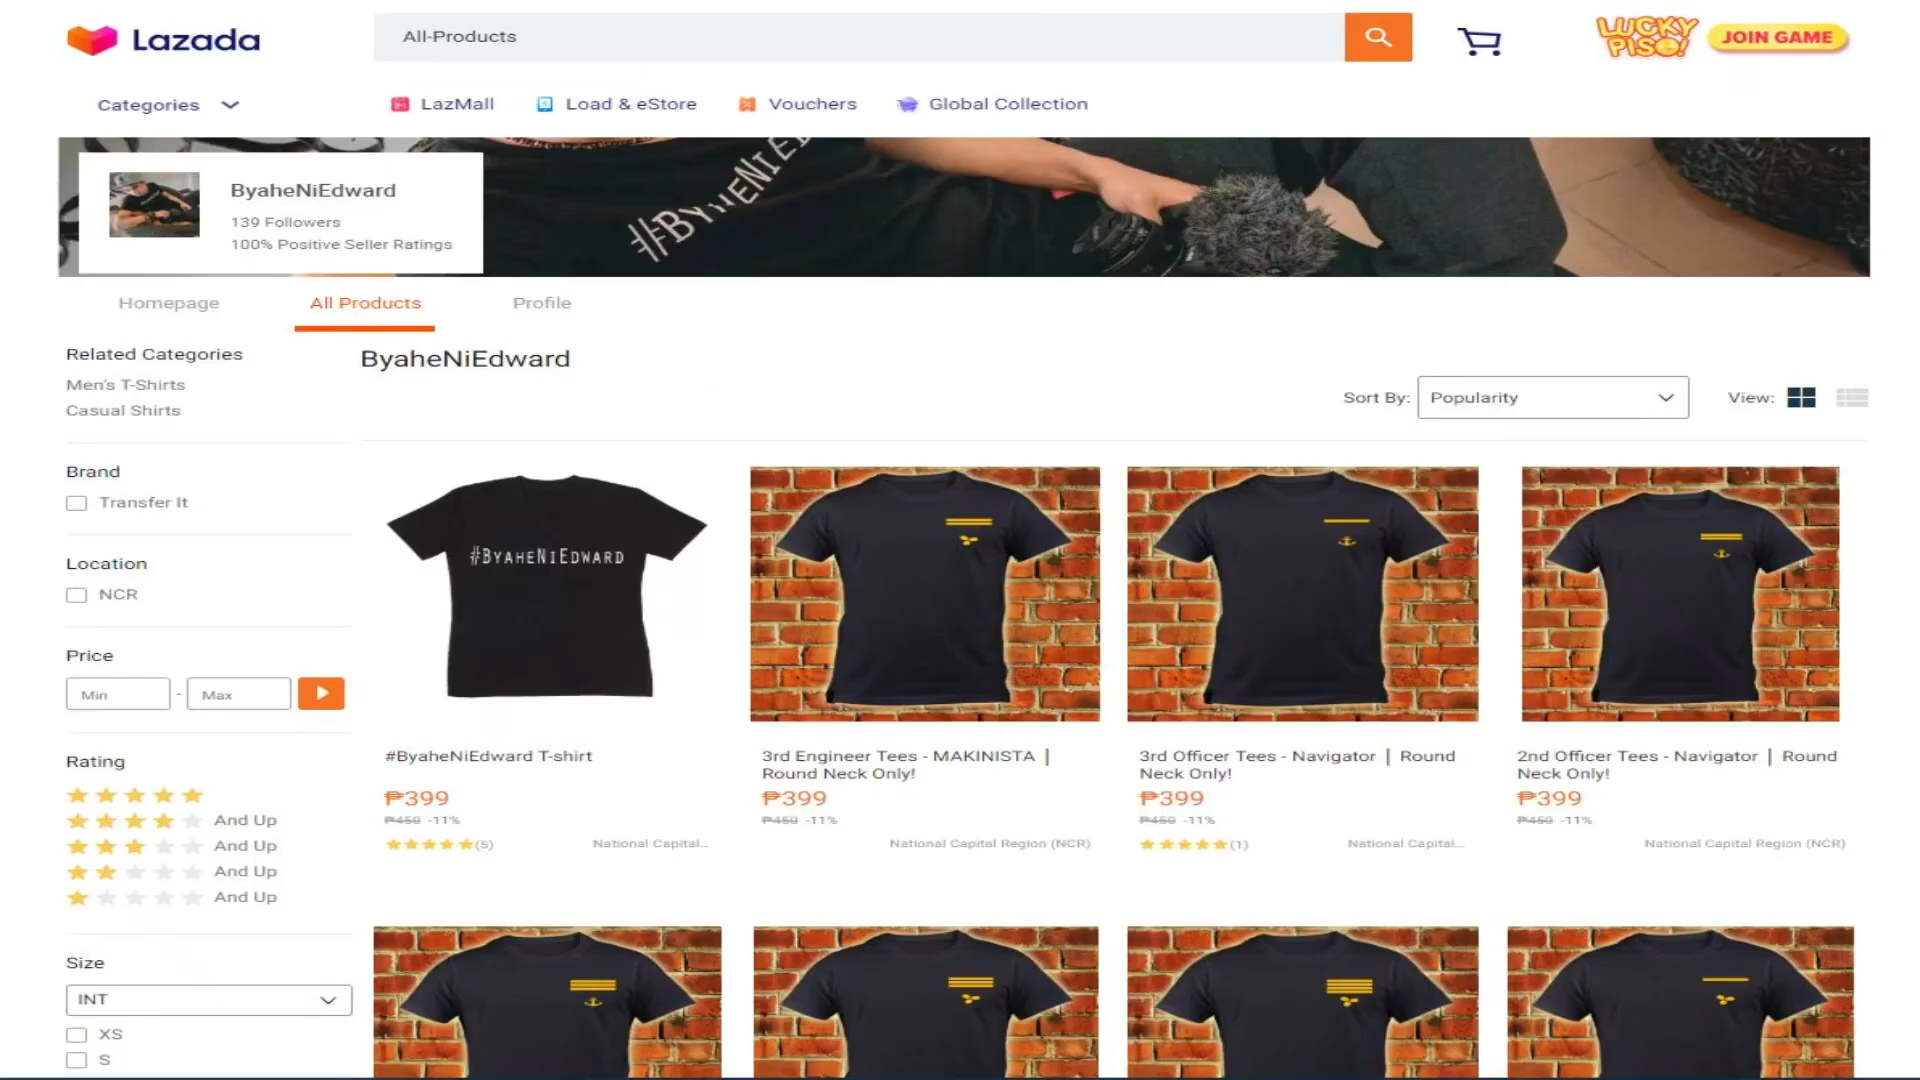 Lazada
All-Products
LUCKY
PISO!
JOIN GAME
Categories
LazMall
Load & eStore
Vouchers
Global Collection
#BYAHENIE
ByaheNiEdward
139 Followers
100% Positive Seller Ratings
Homepage
All Products
Profile
Related Categories
Men's T-Shirts
Casual Shirts
ByaheNiEdward
Sort By:
Popularity
View:
Brand
Transfer It
Location
NCR
Price
Min
-
Max
Rating
And Up
And Up
And Up
And Up
Size
INT
XS
S
#BYAHENIEDWARD
#ByaheNiEdward T-shirt
₱399
₱450 -11%
(5)
National Capital...
3rd Engineer Tees - MAKINISTA | 
Round Neck Only!
₱399
₱450 -11%
National Capital Region (NCR)
3rd Officer Tees - Navigator | Round
Neck Only!
₱399
₱450 -11%
(1)
National Capital...
2nd Officer Tees - Navigator | Round
Neck Only!
₱399
₱450 -11%
National Capital Region (NCR)